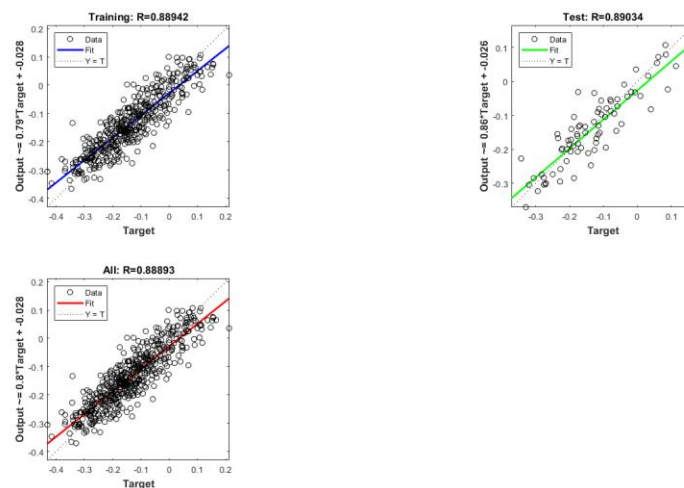 Training: R=0.88942
Output ~= 0.79*Target + -0.028
Data
Fit
Y = T
0.2
0.1
0
-0.1
-0.2
-0.3
-0.4
-0.4 -0.3 -0.2 -0.1 0 0.1 0.2
Target
Test: R=0.89034
Output ~= 0.86*Target + -0.026
Data
Fit
Y = T
0.1
0
-0.1
-0.2
-0.3
-0.3 -0.2 -0.1 0 0.1
Target
All: R=0.88893
Output ~= 0.8*Target + -0.028
Data
Fit
Y = T
0.2
0.1
0
-0.1
-0.2
-0.3
-0.4
-0.4 -0.3 -0.2 -0.1 0 0.1 0.2
Target